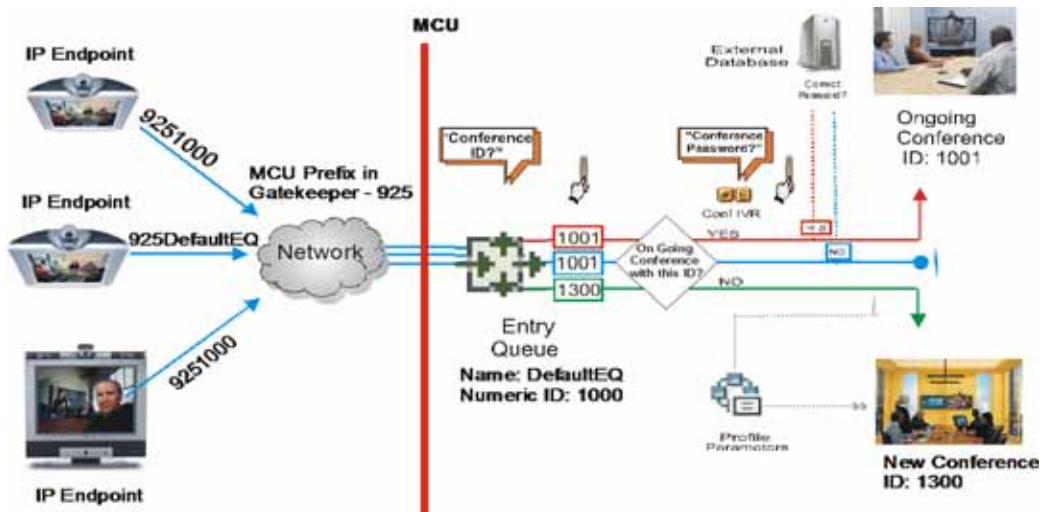 MCU
IP Endpoint
9251000
MCU Prefix in
Gatekeeper - 925
IP Endpoint
925DefaultEQ
Network
9251000
IP Endpoint
"Conference
ID?"
"Conference
Password?"
Conf IVR
External
Database
Correct
Password?
Ongoing
Conference
ID: 1001
1001
1001
1300
On Going
Conference
with this ID?
YES
NO
NO
Entry
Queue
Name: DefaultEQ
Numeric ID: 1000
Profile
Parameters
New Conference
ID: 1300